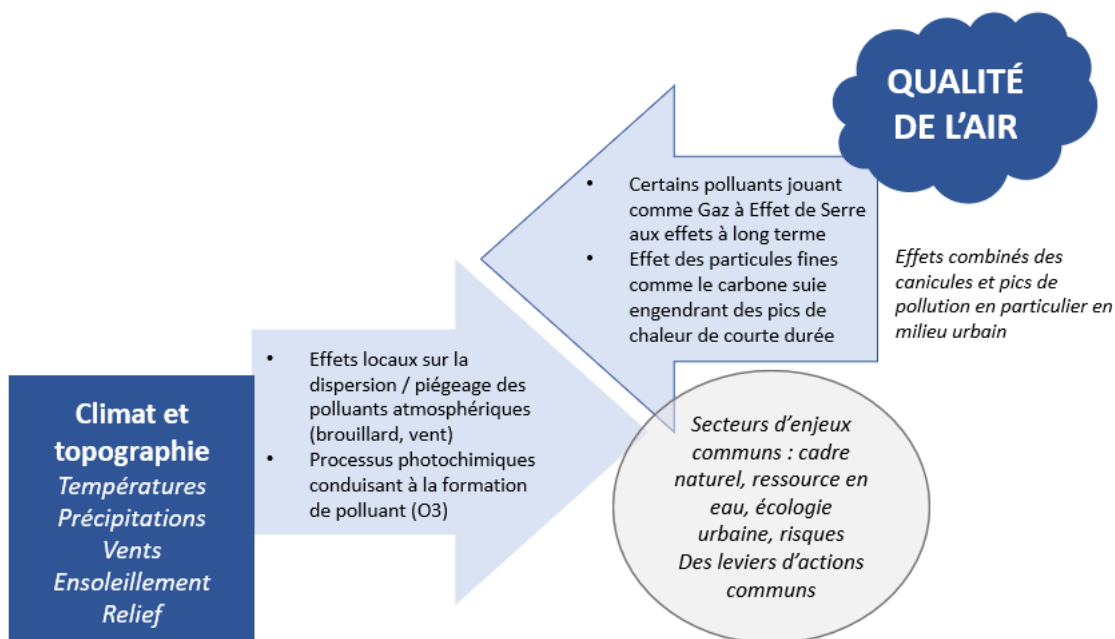 QUALITÉ
DE L’AIR
• Certains polluants jouant
comme Gaz à Effet de Serre
aux effets à long terme
• Effet des particules fines
comme le carbone suie
engendrant des pics de
chaleur de courte durée
Effets combinés des
canicules et pics de
pollution en particulier en
milieu urbain
• Effets locaux sur la
dispersion / piégeage des
polluants atmosphériques
(brouillard, vent)
• Processus photochimiques
conduisant à la formation
de polluant (O3)
Climat et
topographie
Températures
Précipitations
Vents
Ensoleillement
Relief
Secteurs d’enjeux
communs : cadre
naturel, ressource en
eau, écologie
urbaine, risques
Des leviers d’actions
communs